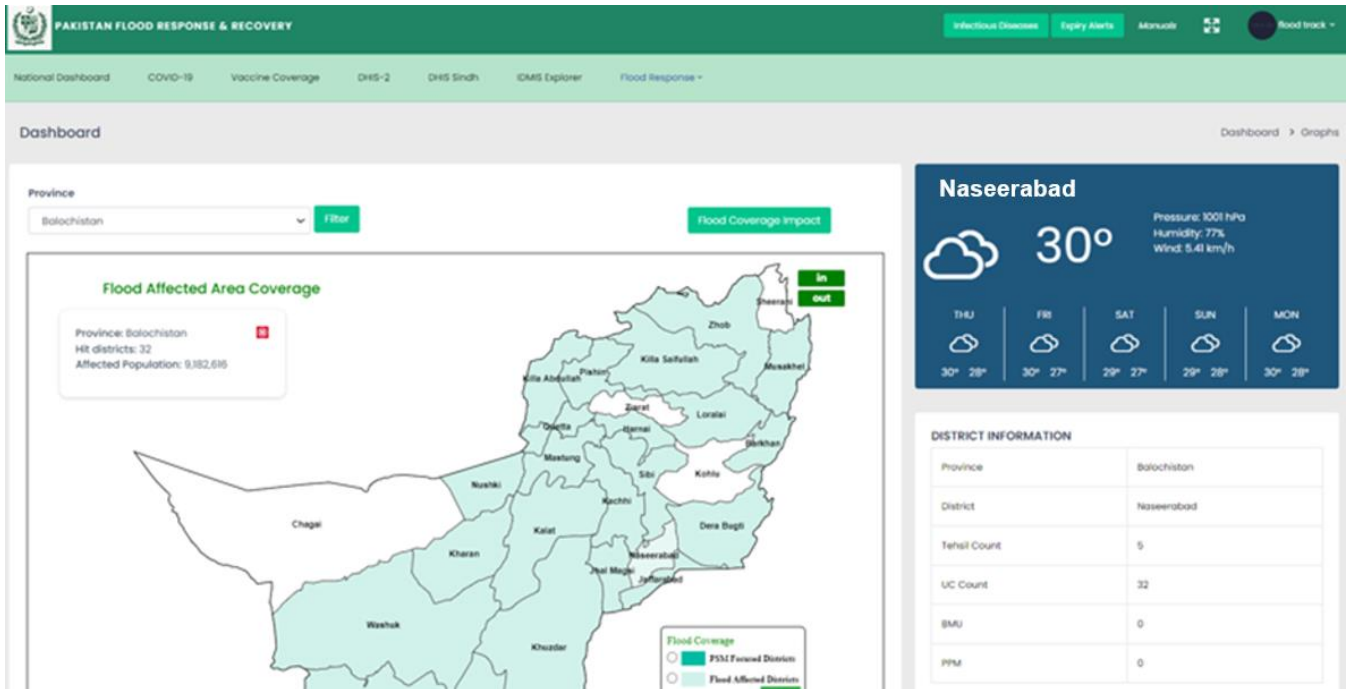 PAKISTAN FLOOD RESPONSE & RECOVERY
Infectious Diseases
Expiry Alerts
Manuals
flood track
National Dashboard
COVID-19
Vaccine Coverage
DHIS-2
DHIS Sindh
IDMIS Explorer
Flood Response
Dashboard
Dashboard > Graphs
Province
Balochistan
Filter
Flood Coverage Impact
Flood Affected Area Coverage
in
out
Province: Balochistan
Hit districts: 32
Affected Population: 9,182,616
Sheerani
Zhob
Killa Saifullah
Musakhel
Pishin
Killa Abdullah
Ziarat
Loralai
Quetta
Harnai
Barkhan
Mastung
Sibi
Kohlu
Nushki
Kachhi
Chagai
Kalat
Dera Bugti
Kharan
Naseerabad
Jhal Magsi
Jaffarabad
Washuk
Khuzdar
Flood Coverage
PSM Focused Districts
Flood Affected Districts
Naseerabad
30°
Pressure: 1001 hPa
Humidity: 77%
Wind: 5.41 km/h
THU
FRI
SAT
SUN
MON
30° 28°
30° 27°
29° 27°
29° 28°
30° 28°
DISTRICT INFORMATION
Province Balochistan
District Naseerabad
Tehsil Count 5
UC Count 32
BMU 0
PPM 0